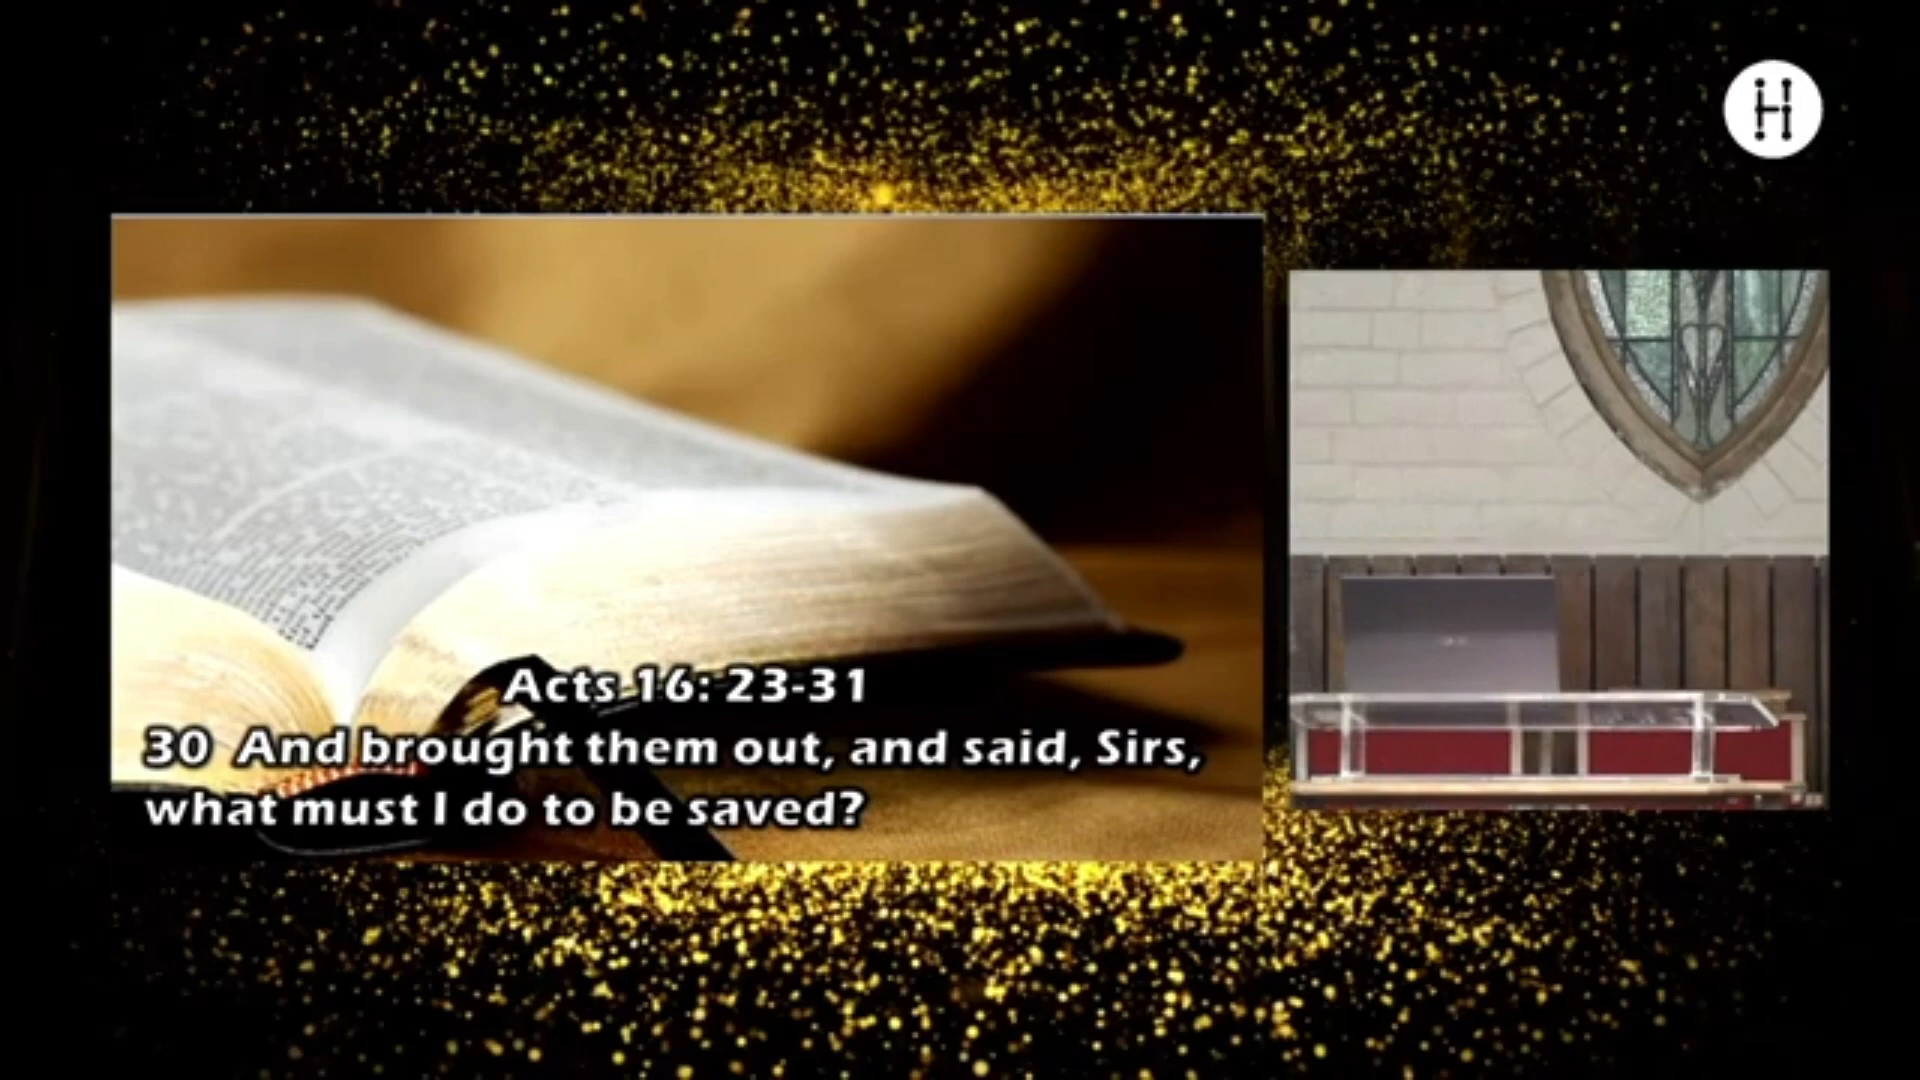 H
Acts 16: 23-31
30 And brought them out, and said, Sirs,
what must I do to be saved?